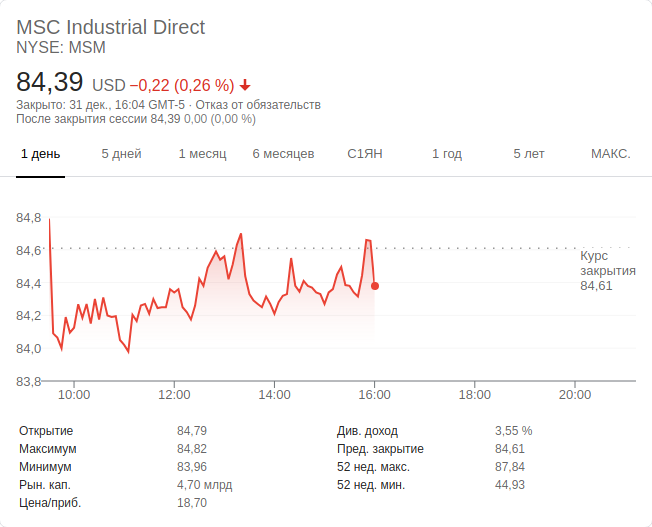 MSC Industrial Direct
NYSE: MSM
84,39 USD −0,22 (0,26 %)
Закрыто: 31 дек., 16:04 GMT-5 · Отказ от обязательств
После закрытия сессии 84,39 0,00 (0,00 %)
1 день 5 дней 1 месяц 6 месяцев С1ЯН 1 год 5 лет МАКС.
84,8
84,6
Курс
закрытия
84,61
84,4
84,2
84,0
83,8
10:00 12:00 14:00 16:00 18:00 20:00
Открытие 84,79 Див. доход 3,55 %
Максимум 84,82 Пред. закрытие 84,61
Минимум 83,96 52 нед. макс. 87,84
Рын. кап. 4,70 млрд 52 нед. мин. 44,93
Цена/приб. 18,70